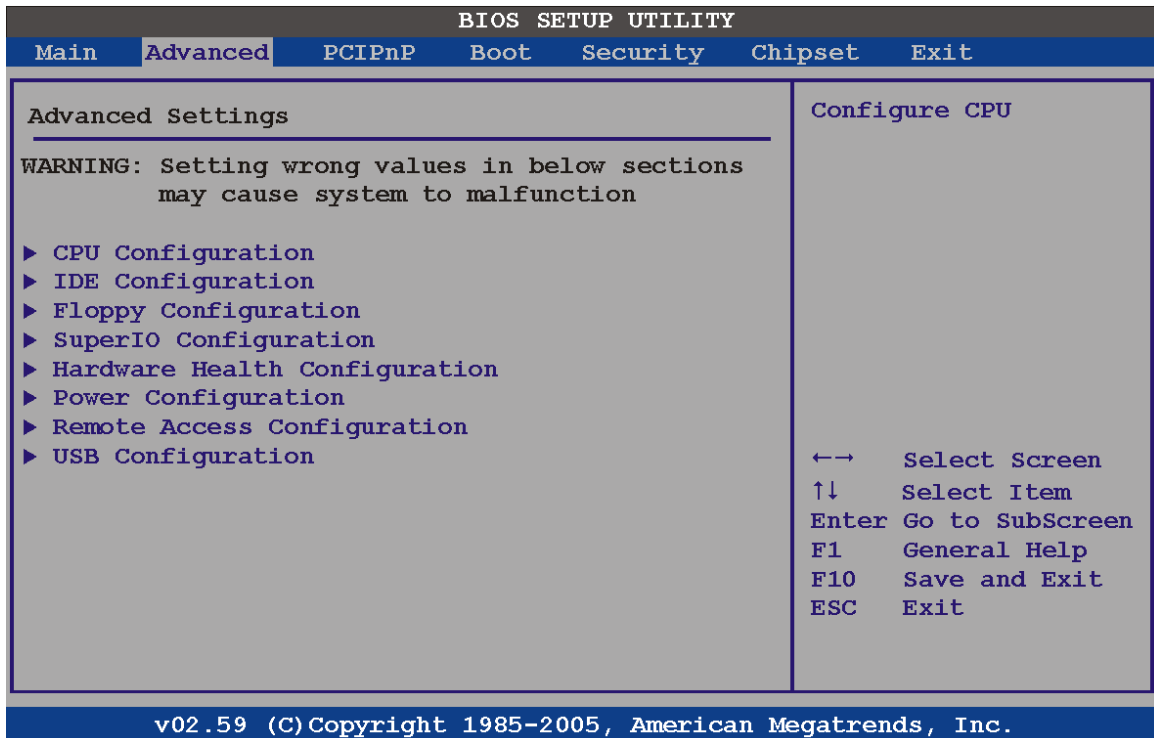 BIOS SETUP UTILITY
Main Advanced PCIPnP Boot Security Chipset Exit
Advanced Settings
WARNING: Setting wrong values in below sections
may cause system to malfunction
▶ CPU Configuration
▶ IDE Configuration
▶ Floppy Configuration
▶ SuperIO Configuration
▶ Hardware Health Configuration
▶ Power Configuration
▶ Remote Access Configuration
▶ USB Configuration
Configure CPU
←→ Select Screen
↑↓ Select Item
Enter Go to SubScreen
F1 General Help
F10 Save and Exit
ESC Exit
v02.59 (C)Copyright 1985-2005, American Megatrends, Inc.